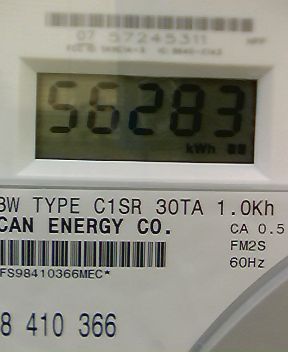 07 57245311
56283
kWh
3W TYPE C1SR 30TA 1.0Kh
CAN ENERGY CO.
CA 0.5
FM2S
60Hz
FS98410366MEC*
8 410 366